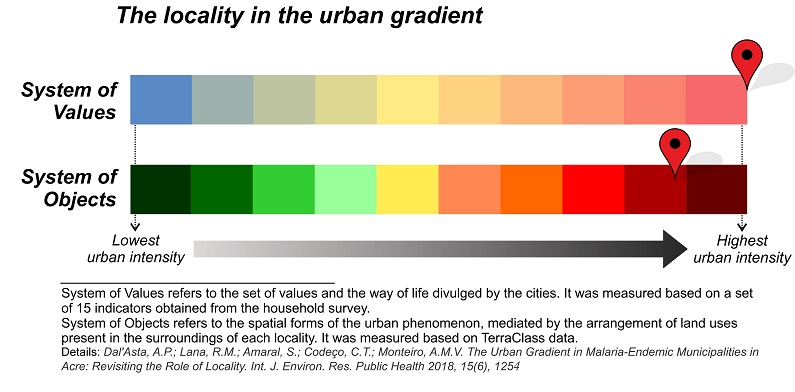 The locality in the urban gradient
System of
Values
System of
Objects
Lowest
urban intensity
Highest
urban intensity
System of Values refers to the set of values and the way of life divulged by the cities. It was measured based on a set
of 15 indicators obtained from the household survey.
System of Objects refers to the spatial forms of the urban phenomenon, mediated by the arrangement of land uses
present in the surroundings of each locality. It was measured based on TerraClass data.
Details: Dal'Asta, A.P.; Lana, R.M.; Amaral, S.; Codeço, C.T.; Monteiro, A.M.V. The Urban Gradient in Malaria-Endemic Municipalities in
Acre: Revisiting the Role of Locality. Int. J. Environ. Res. Public Health 2018, 15(6), 1254